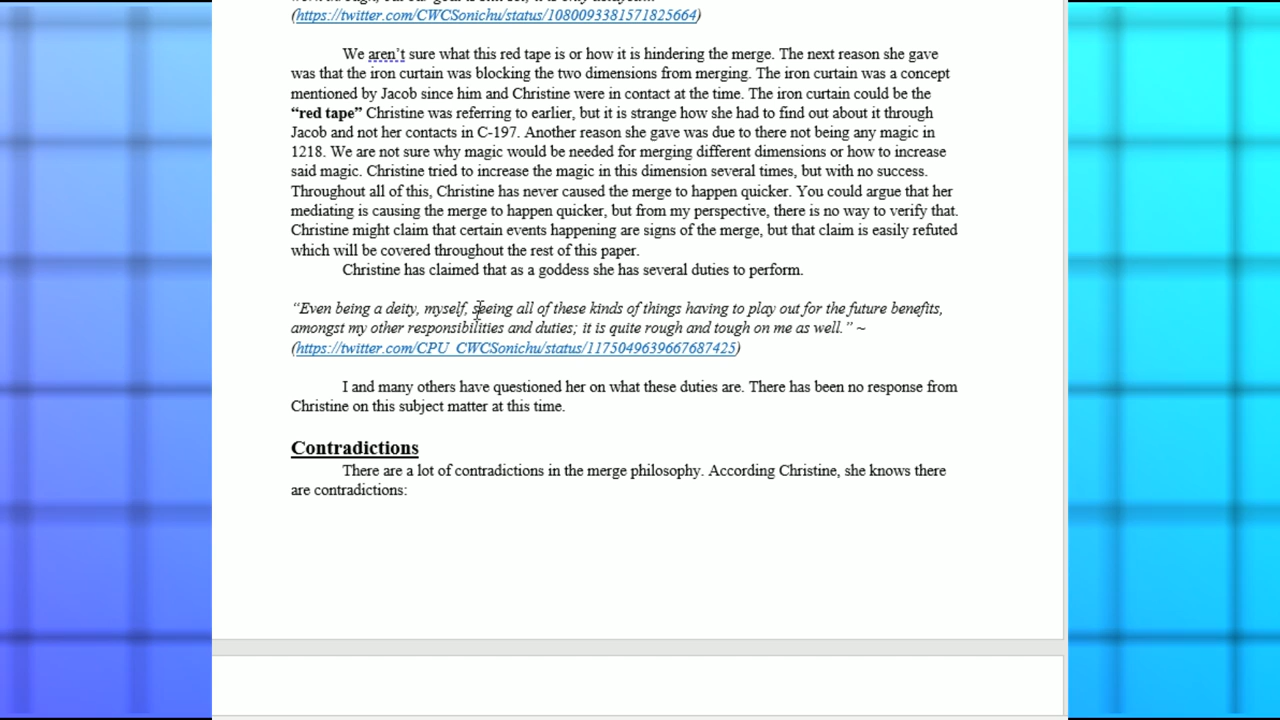 (https://twitter.com/CWCSonichu/status/1080093381571825664)
We aren't sure what this red tape is or how it is hindering the merge. The next reason she gave
was that the iron curtain was blocking the two dimensions from merging. The iron curtain was a concept
mentioned by Jacob since him and Christine were in contact at the time. The iron curtain could be the
“red tape” Christine was referring to earlier, but it is strange how she had to find out about it through
Jacob and not her contacts in C-197. Another reason she gave was due to there not being any magic in
1218. We are not sure why magic would be needed for merging different dimensions or how to increase
said magic. Christine tried to increase the magic in this dimension several times, but with no success.
Throughout all of this, Christine has never caused the merge to happen quicker. You could argue that her
mediating is causing the merge to happen quicker, but from my perspective, there is no way to verify that.
Christine might claim that certain events happening are signs of the merge, but that claim is easily refuted
which will be covered throughout the rest of this paper.
Christine has claimed that as a goddess she has several duties to perform.
“Even being a deity, myself, seeing all of these kinds of things having to play out for the future benefits,
amongst my other responsibilities and duties; it is quite rough and tough on me as well.” ~
(https://twitter.com/CPU_CWCSonichu/status/1175049639667687425)
I and many others have questioned her on what these duties are. There has been no response from
Christine on this subject matter at this time.
Contradictions
There are a lot of contradictions in the merge philosophy. According Christine, she knows there
are contradictions: